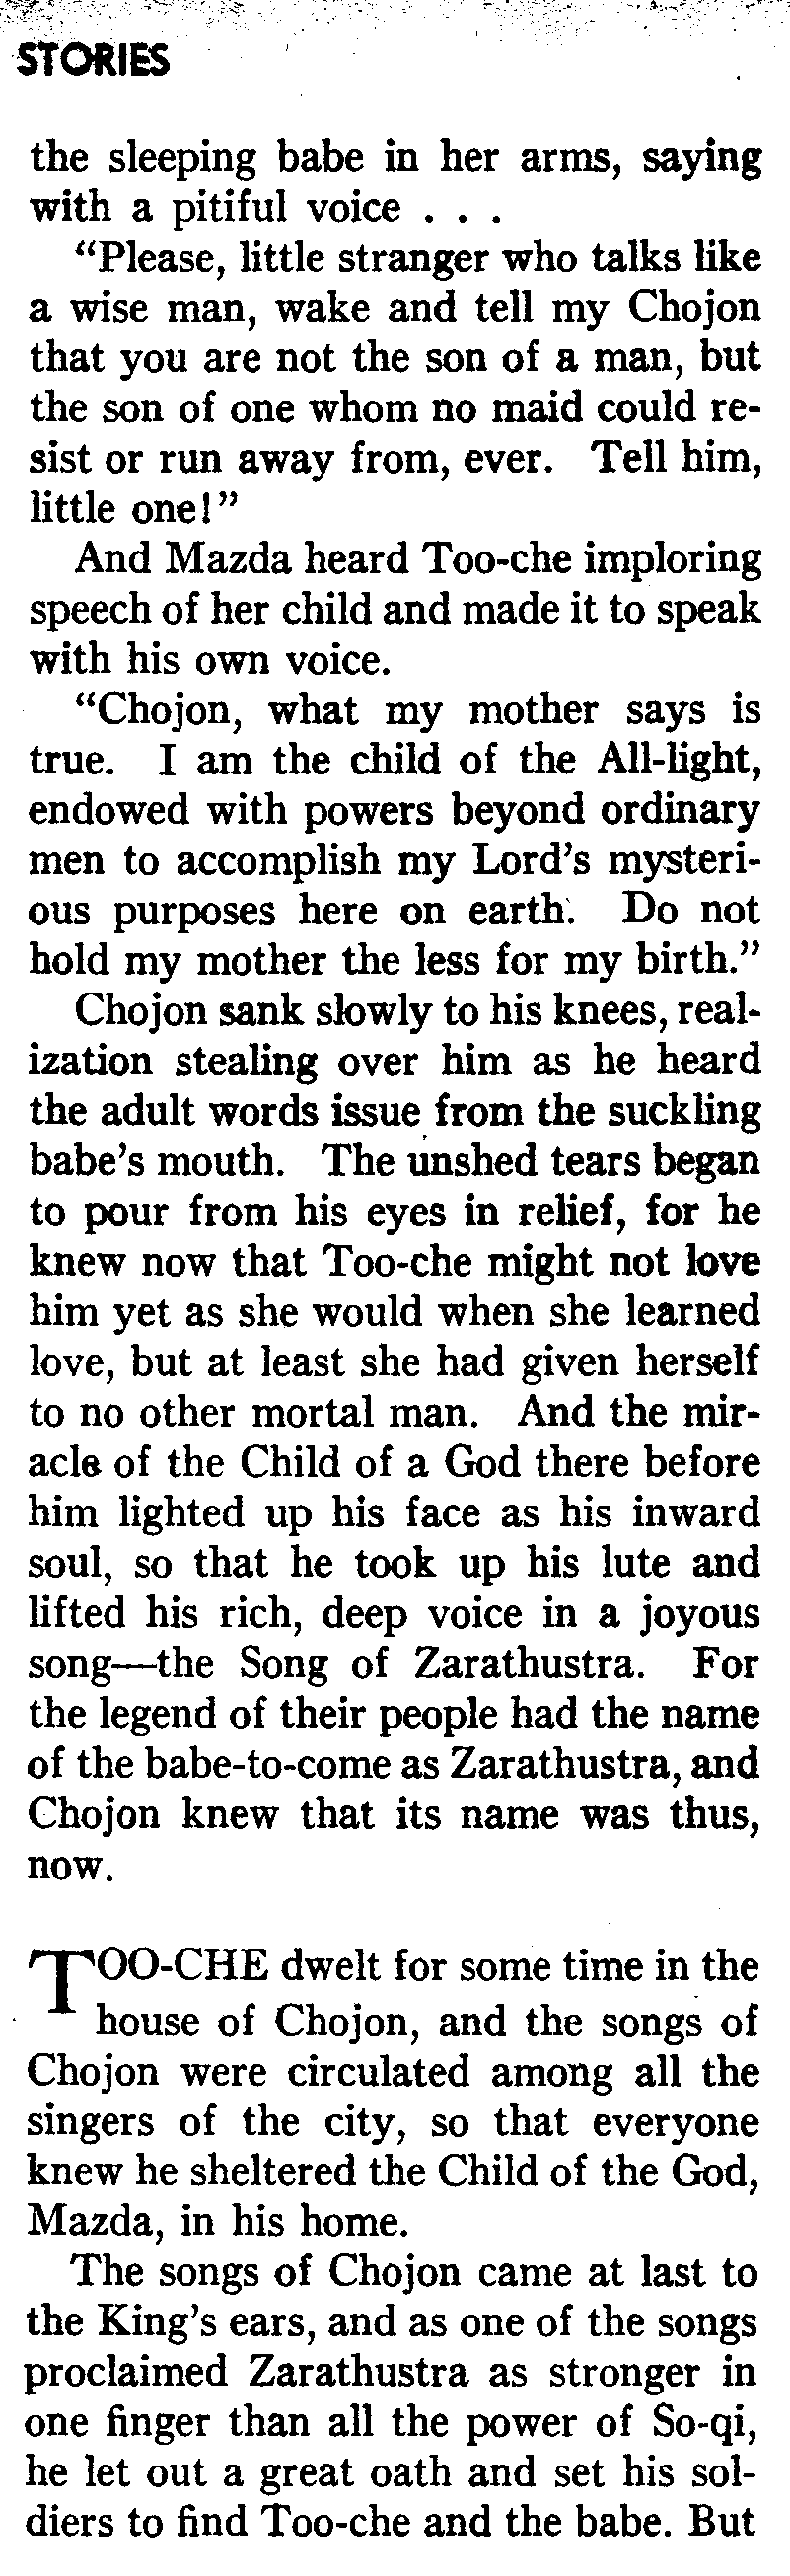 STORIES
the sleeping babe in her arms, saying
with a pitiful voice . . .
“Please, little stranger who talks like
a wise man, wake and tell my Chojon
that you are not the son of a man, but
the son of one whom no maid could re-
sist or run away from, ever. Tell him,
little one!”
And Mazda heard Too-che imploring
speech of her child and made it to speak
with his own voice.
“Chojon, what my mother says is
true. I am the child of the All-light,
endowed with powers beyond ordinary
men to accomplish my Lord’s mysteri-
ous purposes here on earth. Do not
hold my mother the less for my birth.”
Chojon sank slowly to his knees, real-
ization stealing over him as he heard
the adult words issue from the suckling
babe’s mouth. The unshed tears began
to pour from his eyes in relief, for he
knew now that Too-che might not love
him yet as she would when she learned
love, but at least she had given herself
to no other mortal man. And the mir-
acle of the Child of a God there before
him lighted up his face as his inward
soul, so that he took up his lute and
lifted his rich, deep voice in a joyous
song—the Song of Zarathustra. For
the legend of their people had the name
of the babe-to-come as Zarathustra, and
Chojon knew that its name was thus,
now.
TOO-CHE dwelt for some time in the
house of Chojon, and the songs of
Chojon were circulated among all the
singers of the city, so that everyone
knew he sheltered the Child of the God,
Mazda, in his home.
The songs of Chojon came at last to
the King’s ears, and as one of the songs
proclaimed Zarathustra as stronger in
one finger than all the power of So-qi,
he let out a great oath and set his sol-
diers to find Too-che and the babe. But